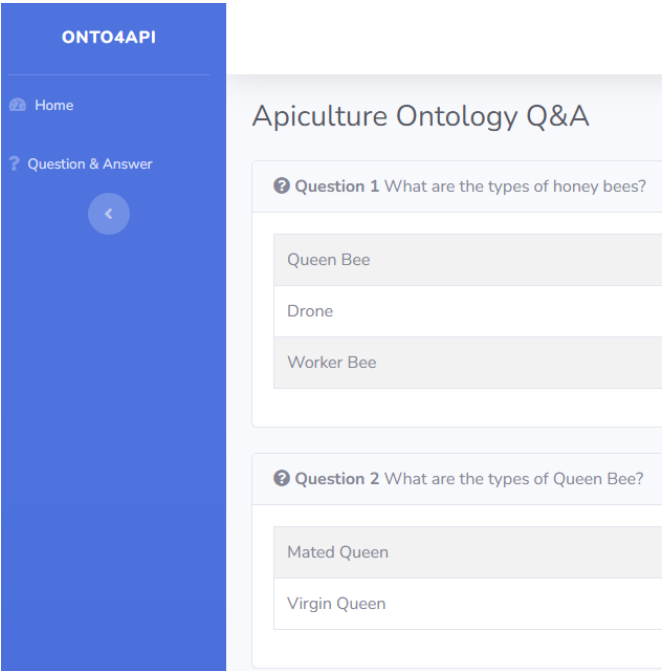 ONTO4API
Home
Question & Answer
Apiculture Ontology Q&A
Question 1 What are the types of honey bees?
Queen Bee
Drone
Worker Bee
Question 2 What are the types of Queen Bee?
Mated Queen
Virgin Queen